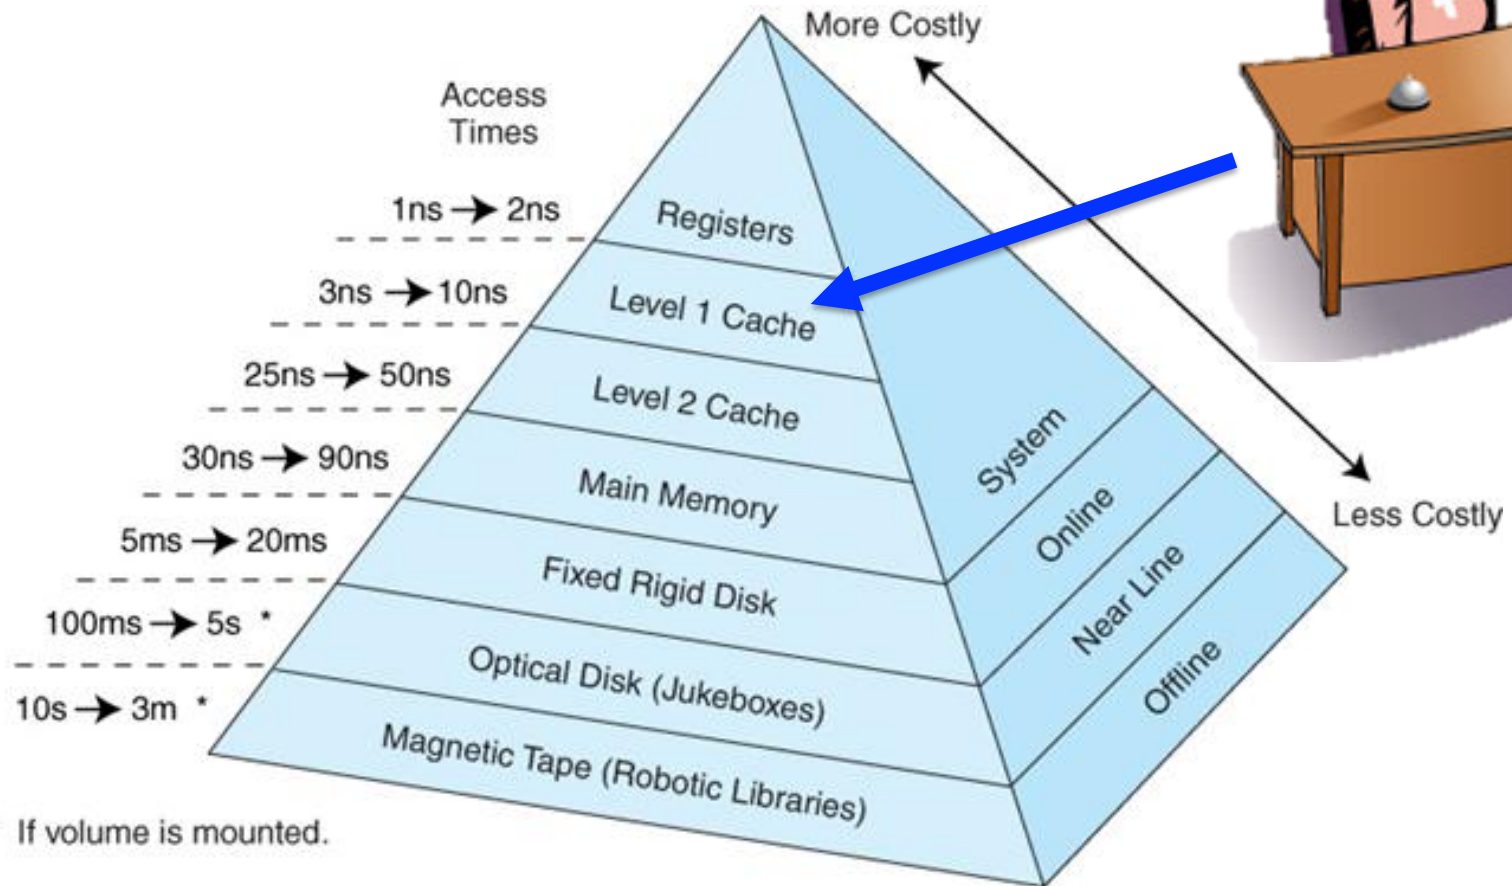 More Costly
Access
Times
1ns → 2ns
Registers
3ns → 10ns
Level 1 Cache
25ns → 50ns
Level 2 Cache
30ns → 90ns
Main Memory
5ms → 20ms
Fixed Rigid Disk
100ms → 5s *
Optical Disk (Jukeboxes)
10s → 3m *
Magnetic Tape (Robotic Libraries)
System
Online
Near Line
Offline
Less Costly
If volume is mounted.